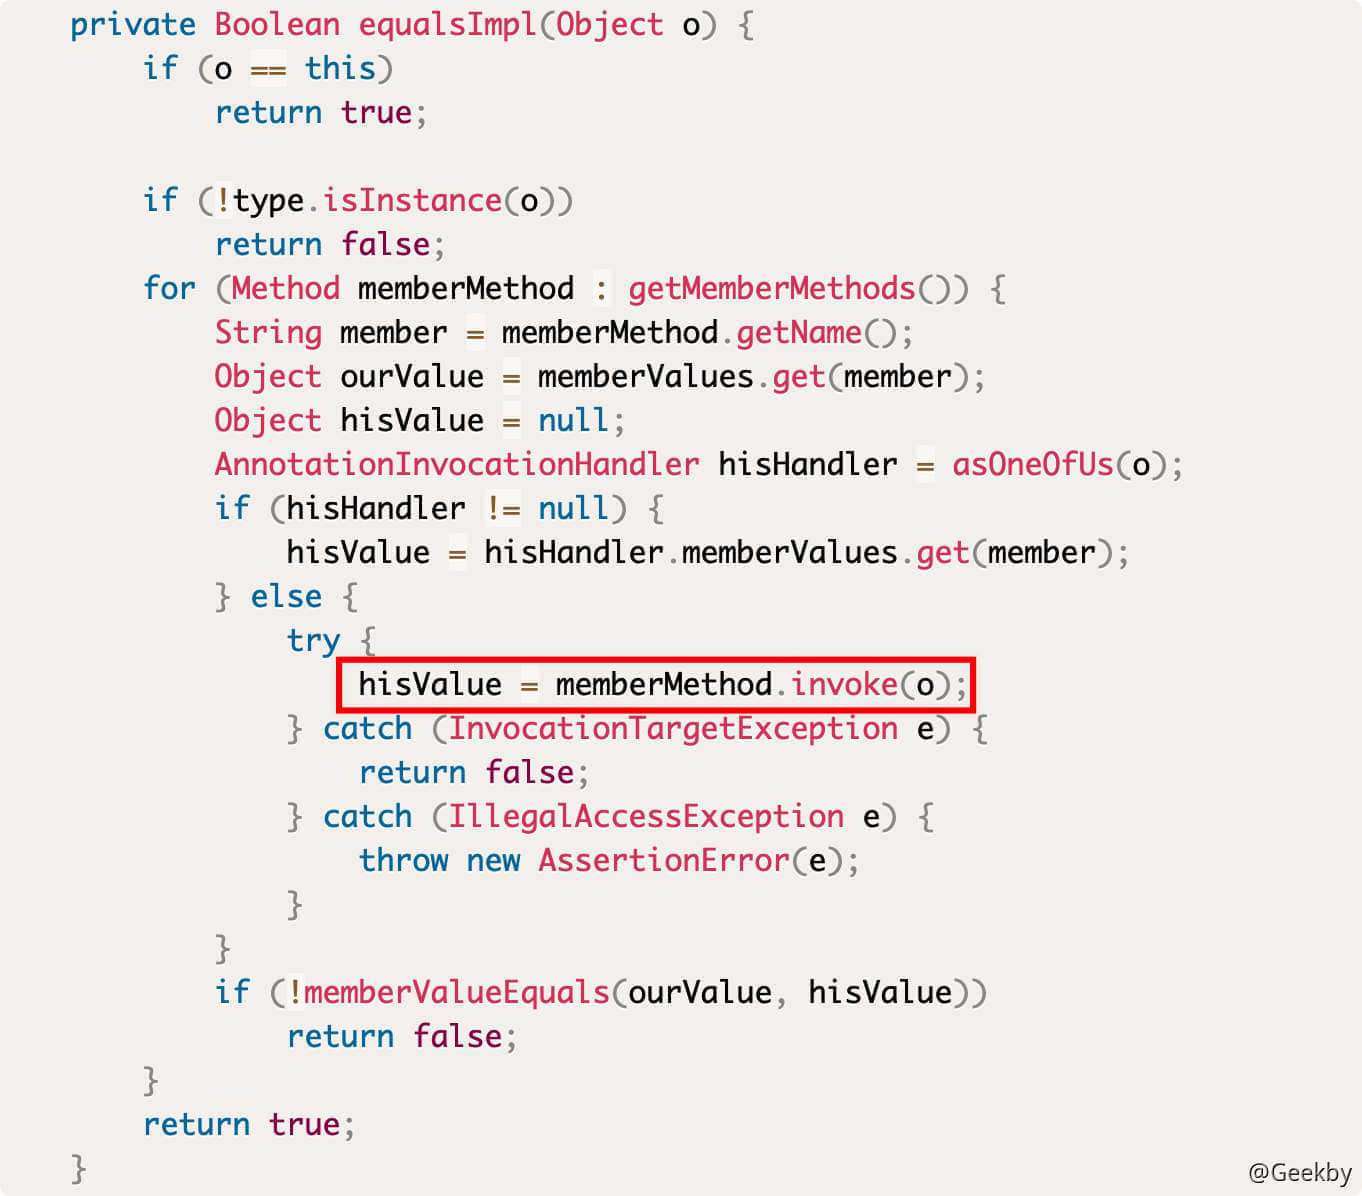 private Boolean equalsImpl(Object o) {
    if (o == this)
        return true;

    if (!type.isInstance(o))
        return false;
    for (Method memberMethod : getMemberMethods()) {
        String member = memberMethod.getName();
        Object ourValue = memberValues.get(member);
        Object hisValue = null;
        AnnotationInvocationHandler hisHandler = asOneOfUs(o);
        if (hisHandler != null) {
            hisValue = hisHandler.memberValues.get(member);
        } else {
            try {
                hisValue = memberMethod.invoke(o);
            } catch (InvocationTargetException e) {
                return false;
            } catch (IllegalAccessException e) {
                throw new AssertionError(e);
            }
        }
        if (!memberValueEquals(ourValue, hisValue))
            return false;
    }
    return true;
}
@Geekby